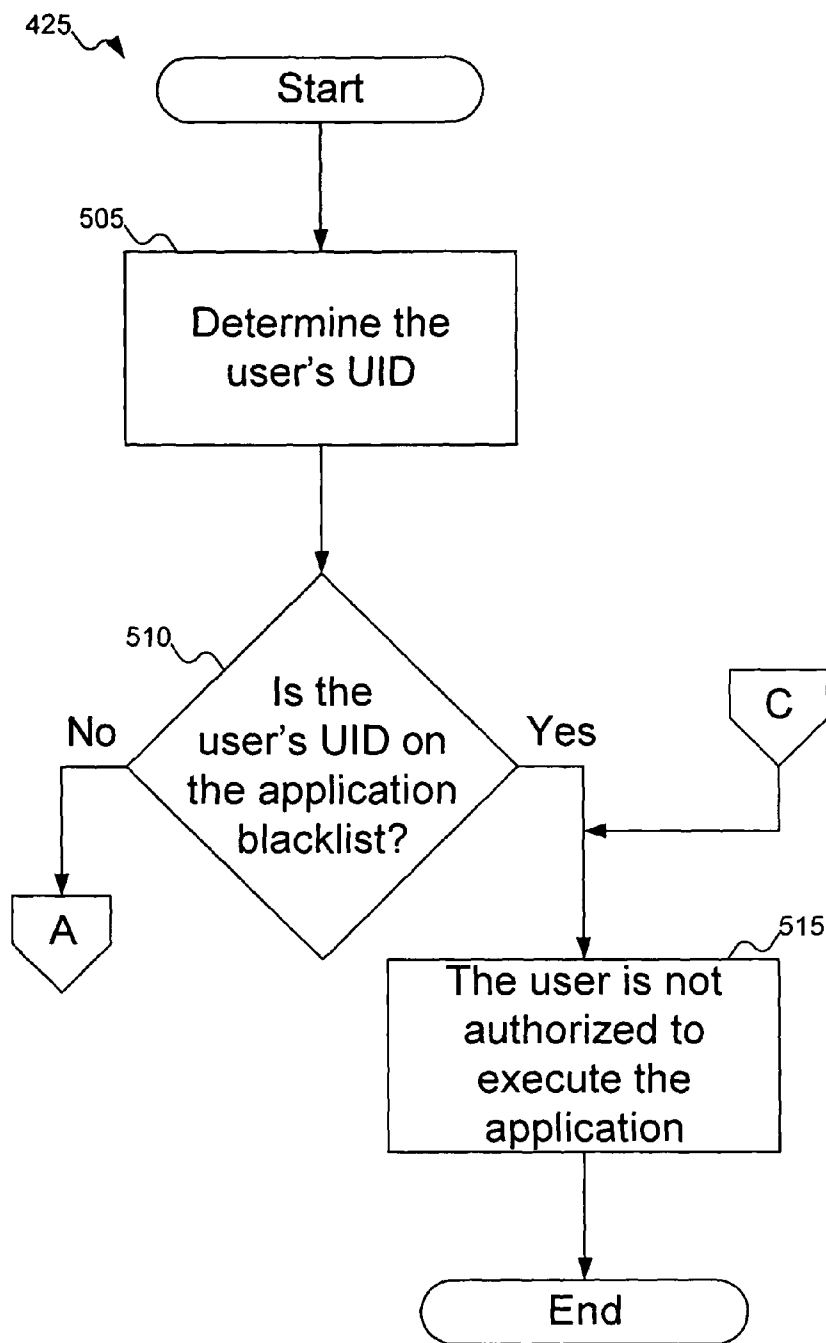 425
Start
505
Determine the
user's UID
510
Is the
user's UID on
the application
blacklist?
No
Yes
C
A
515
The user is not
authorized to
execute the
application
End